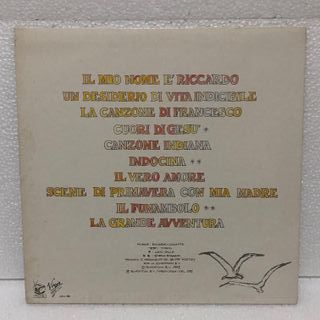 IL MIO NOME E' RICCARDO
UN DESIDERIO DI VITA INDICIBILE
LA CANZONE DI FRANCESCO
CUORI DI GESU' *
CANZONE INDIANA
INDOCINA **
IL VERO AMORE
SCENE DI PRIMAVERA CON MIA MADRE
IL FUNAMBOLO **
LA GRANDE AVVENTURA
Virgin